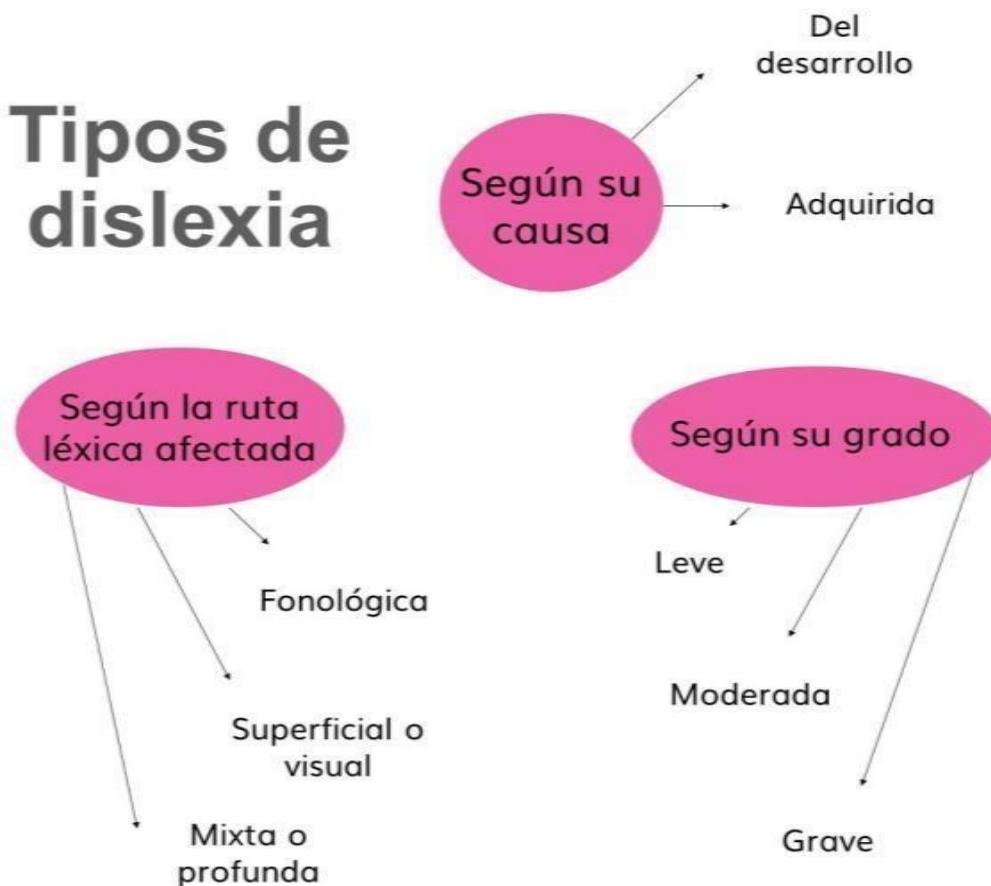 Tipos de
dislexia
Según su
causa
Del
desarrollo
Adquirida
Según la ruta
léxica afectada
Fonológica
Superficial o
visual
Mixta o
profunda
Según su grado
Leve
Moderada
Grave